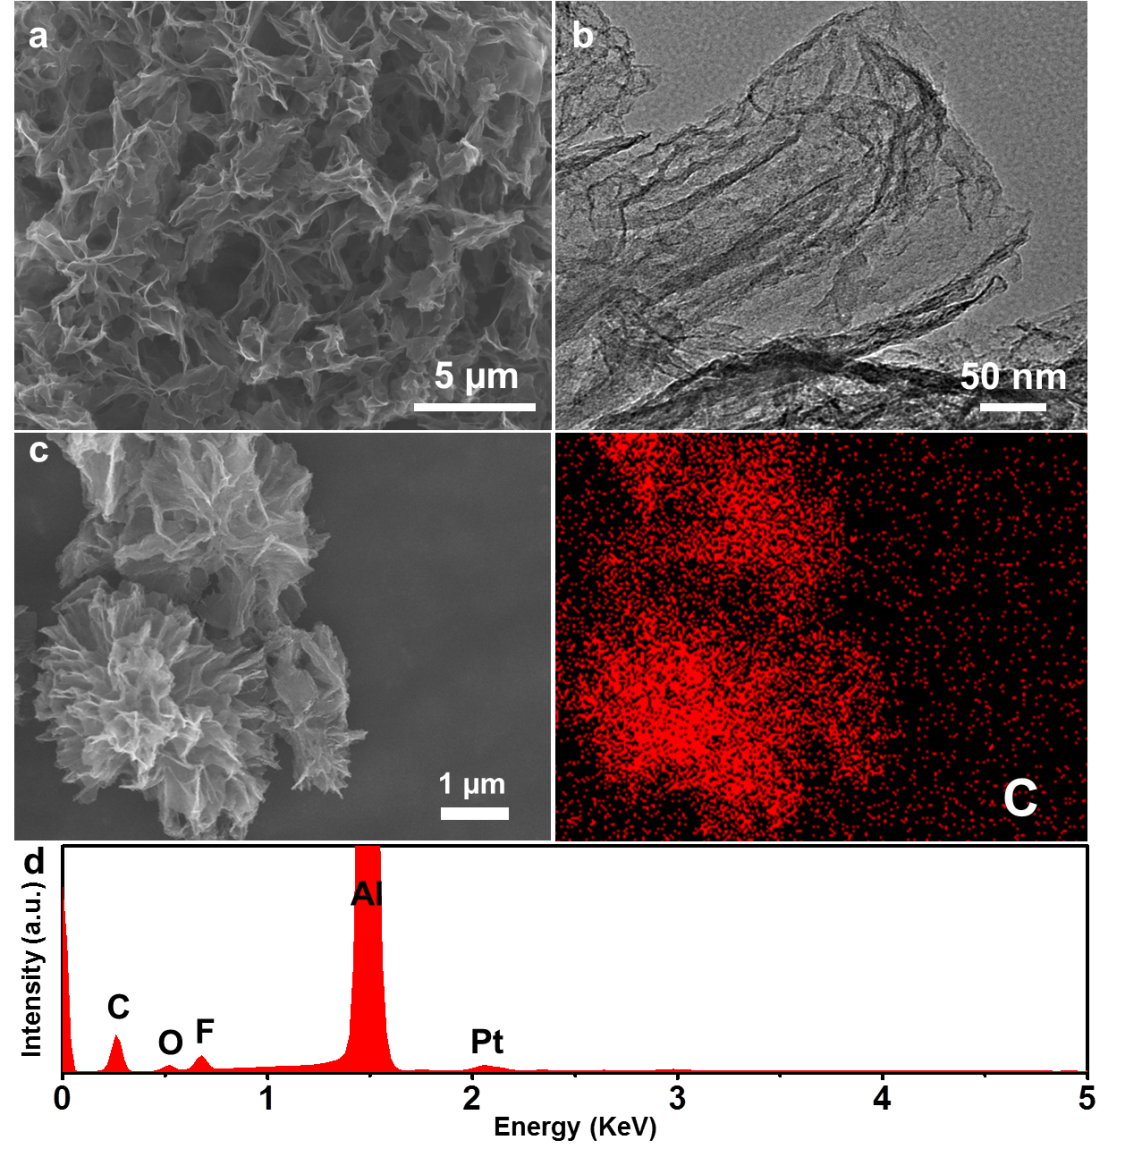 a
5 μm
b
50 nm
c
1 μm
C
d
Intensity (a.u.)
C
O
F
Al
Pt
0 1 2 3 4 5
Energy (KeV)